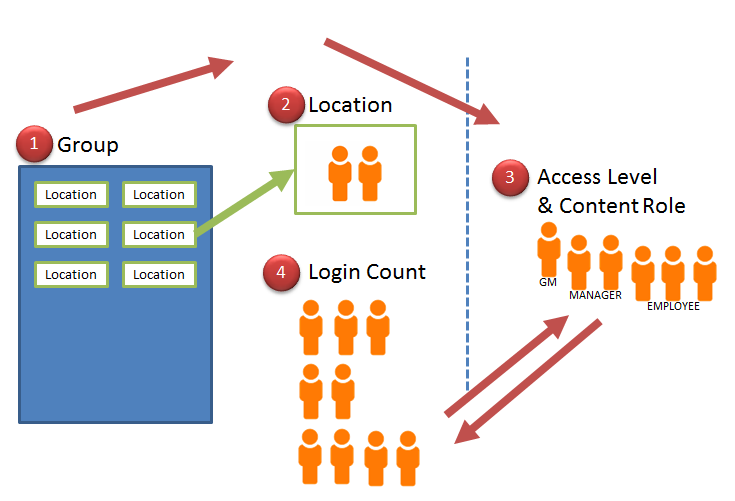 1 Group
Location Location
Location Location
Location Location
2 Location
3 Access Level
& Content Role
GM
MANAGER
EMPLOYEE
4 Login Count